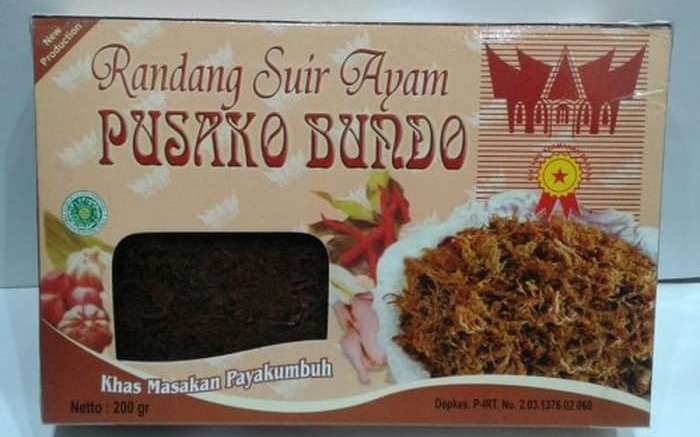 New
Production
Randang Suir Ayam
PUSAKO BUNDO
Khas Masakan Payakumbuh
Netto : 200 gr
Depkes. P-IRT. No. 2.03.1376.02.060